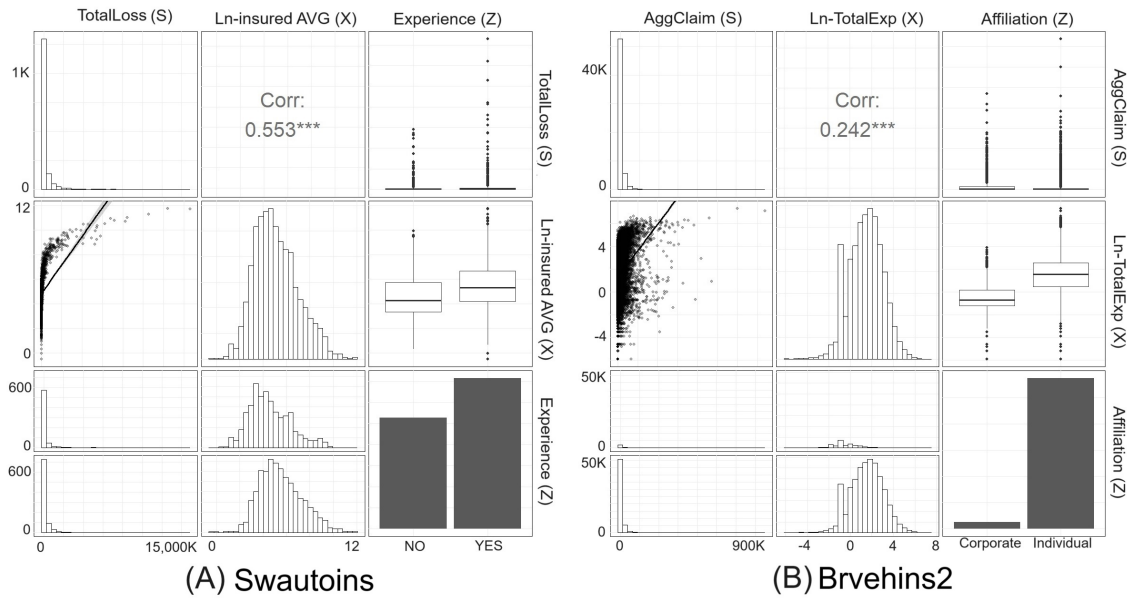 TotalLoss (S) Ln-insured AVG (X) Experience (Z)
1K
0
Corr:
0.553***
TotalLoss (S)
12
0
Ln-insured AVG (X)
600
0
600
0
Experience (Z)
0 15,000K 0 12 NO YES
(A) Swautoins
AggClaim (S) Ln-TotalExp (X) Affiliation (Z)
40K
0
Corr:
0.242***
AggClaim (S)
4
0
-4
Ln-TotalExp (X)
50K
0
50K
0
Affiliation (Z)
0 900K -4 0 4 8 Corporate Individual
(B) Brvehins2